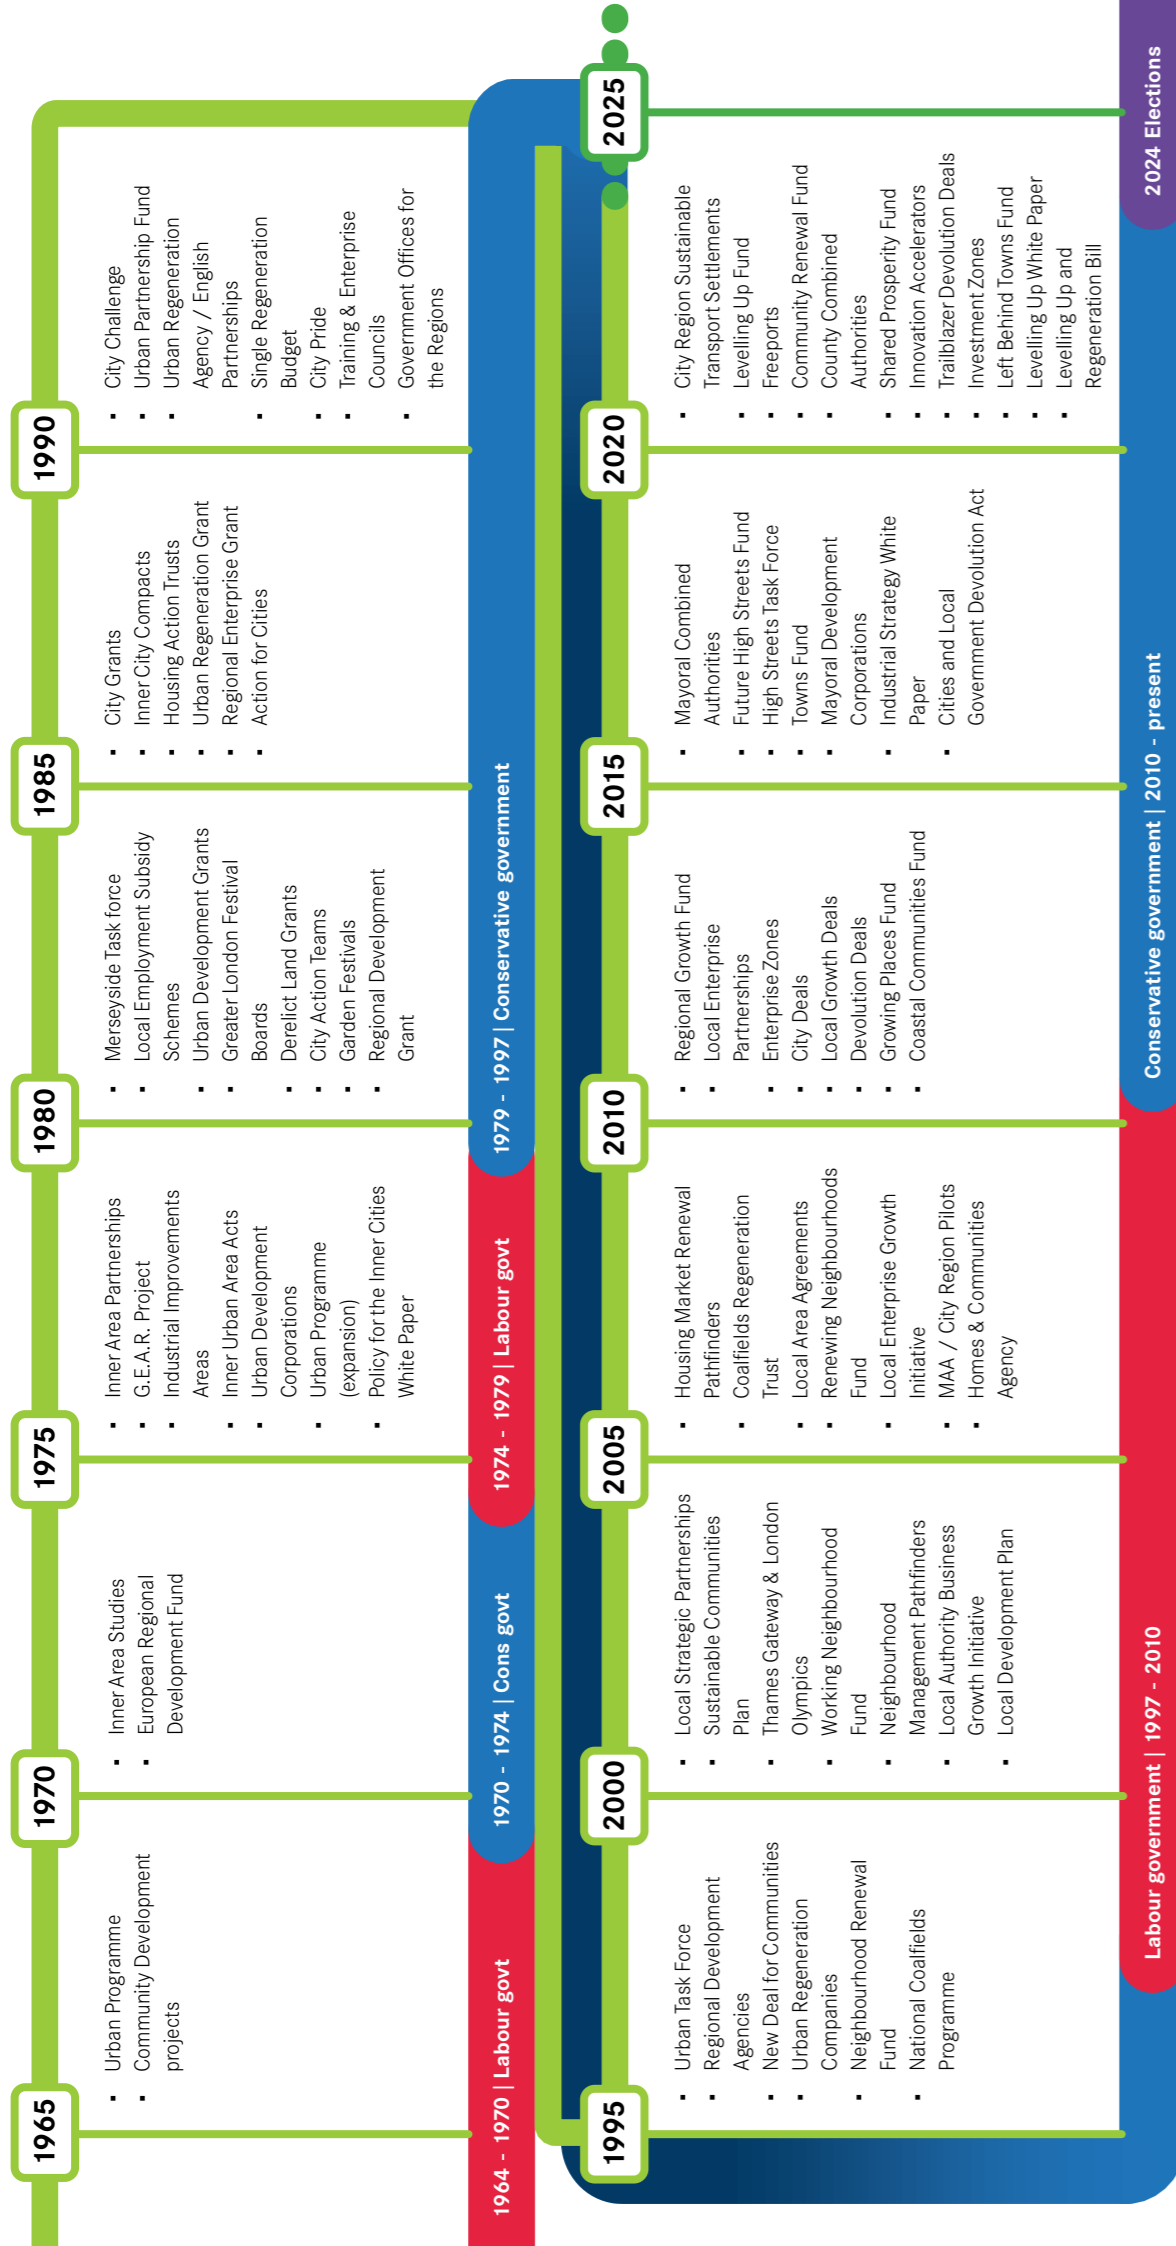 1965
Urban Programme
Community Development
projects
1970
Inner Area Studies
European Regional
Development Fund
1975
Inner Area Partnerships
G.E.A.R. Project
Industrial Improvements
Areas
Inner Urban Area Acts
Urban Development
Corporations
Urban Programme
(expansion)
Policy for the Inner Cities
White Paper
1980
Merseyside Task force
Local Employment Subsidy
Schemes
Urban Development Grants
Greater London Festival
Boards
Derelict Land Grants
City Action Teams
Garden Festivals
Regional Development
Grant
1985
City Grants
Inner City Compacts
Housing Action Trusts
Urban Regeneration Grant
Regional Enterprise Grant
Action for Cities
1990
City Challenge
Urban Partnership Fund
Urban Regeneration
Agency / English
Partnerships
Single Regeneration
Budget
City Pride
Training & Enterprise
Councils
Government Offices for
the Regions
1964 - 1970 | Labour govt
1970 - 1974 | Cons govt
1974 - 1979 | Labour govt
1979 - 1997 | Conservative government
1995
Urban Task Force
Regional Development
Agencies
New Deal for Communities
Urban Regeneration
Companies
Neighbourhood Renewal
Fund
National Coalfields
Programme
2000
Local Strategic Partnerships
Sustainable Communities
Plan
Thames Gateway & London
Olympics
Working Neighbourhood
Fund
Neighbourhood
Management Pathfinders
Local Authority Business
Growth Initiative
Local Development Plan
2005
Housing Market Renewal
Pathfinders
Coalfields Regeneration
Trust
Local Area Agreements
Renewing Neighbourhoods
Fund
Local Enterprise Growth
Initiative
MAA / City Region Pilots
Homes & Communities
Agency
2010
Regional Growth Fund
Local Enterprise
Partnerships
Enterprise Zones
City Deals
Local Growth Deals
Devolution Deals
Growing Places Fund
Coastal Communities Fund
2015
Mayoral Combined
Authorities
Future High Streets Fund
High Streets Task Force
Towns Fund
Mayoral Development
Corporations
Industrial Strategy White
Paper
Cities and Local
Government Devolution Act
2020
City Region Sustainable
Transport Settlements
Levelling Up Fund
Freeports
Community Renewal Fund
County Combined
Authorities
Shared Prosperity Fund
Innovation Accelerators
Trailblazer Devolution Deals
Investment Zones
Left Behind Towns Fund
Levelling Up White Paper
Levelling Up and
Regeneration Bill
2025
Labour government | 1997 - 2010
Conservative government | 2010 - present
2024 Elections